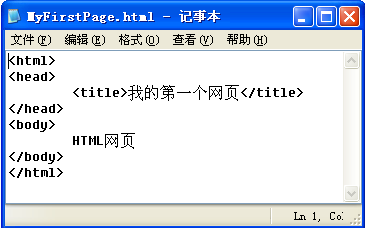 MyFirstPage.html - 记事本
文件(F) 编辑(E) 格式(O) 查看(V) 帮助(H)
<html>
<head>
<title>我的第一个网页</title>
</head>
<body>
HTML网页
</body>
</html>
Ln 1, Col